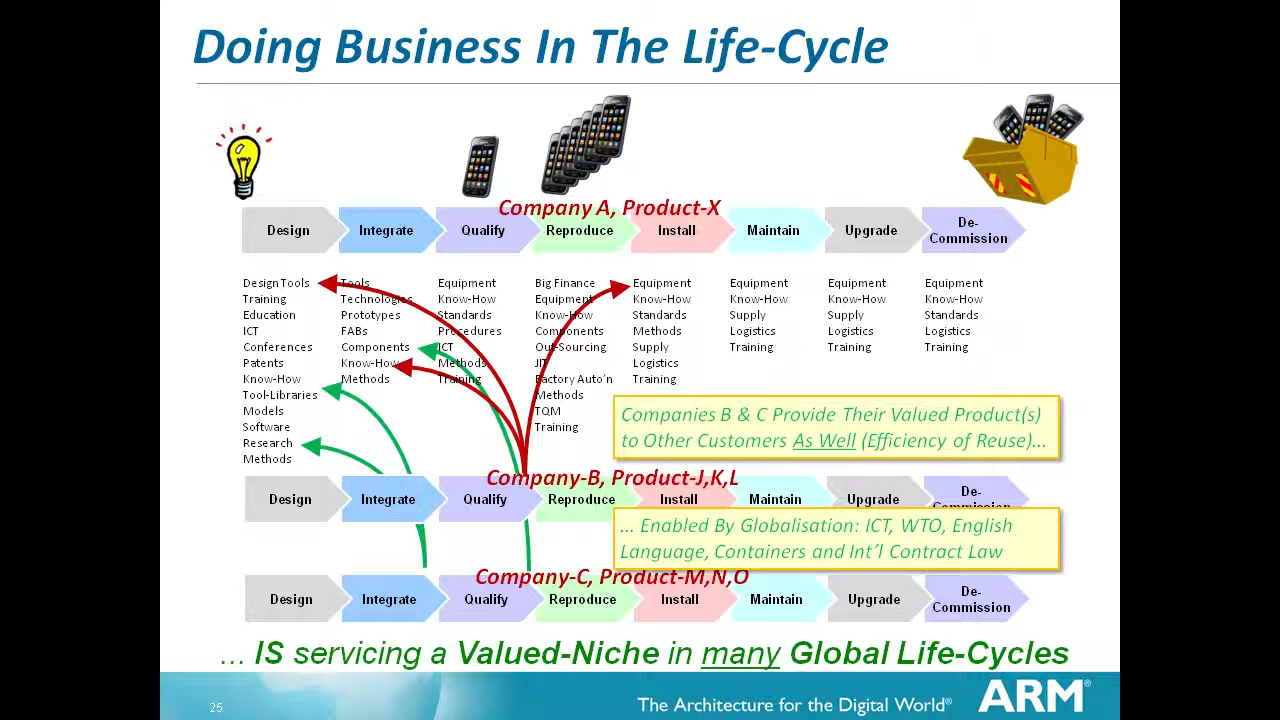 Doing Business In The Life-Cycle
Company A, Product-X
Design
Integrate
Qualify
Reproduce
Install
Maintain
Upgrade
De-
Commission
Design Tools
Training
Education
ICT
Conferences
Patents
Know-How
Tool-Libraries
Models
Software
Research
Methods
Tools
Technologies
Prototypes
FABs
Components
Know-How
Methods
Equipment
Know-How
Standards
Procedures
ICT
Methods
Training
Big Finance
Equipment
Know-How
Components
Out-Sourcing
JIT
Factory Auto'n
Methods
TQM
Training
Equipment
Know-How
Standards
Methods
Supply
Logistics
Training
Equipment
Know-How
Supply
Logistics
Training
Equipment
Know-How
Supply
Logistics
Training
Equipment
Know-How
Standards
Logistics
Training
Companies B & C Provide Their Valued Product(s)
to Other Customers As Well (Efficiency of Reuse)...
Company-B, Product-J,K,L
Design
Integrate
Qualify
Reproduce
Install
Maintain
Upgrade
De-
Commission
... Enabled By Globalisation: ICT, WTO, English
Language, Containers and Int'l Contract Law
Company-C, Product-M,N,O
Design
Integrate
Qualify
Reproduce
Install
Maintain
Upgrade
De-
Commission
... IS servicing a Valued-Niche in many Global Life-Cycles
25
The Architecture for the Digital World®
ARM®